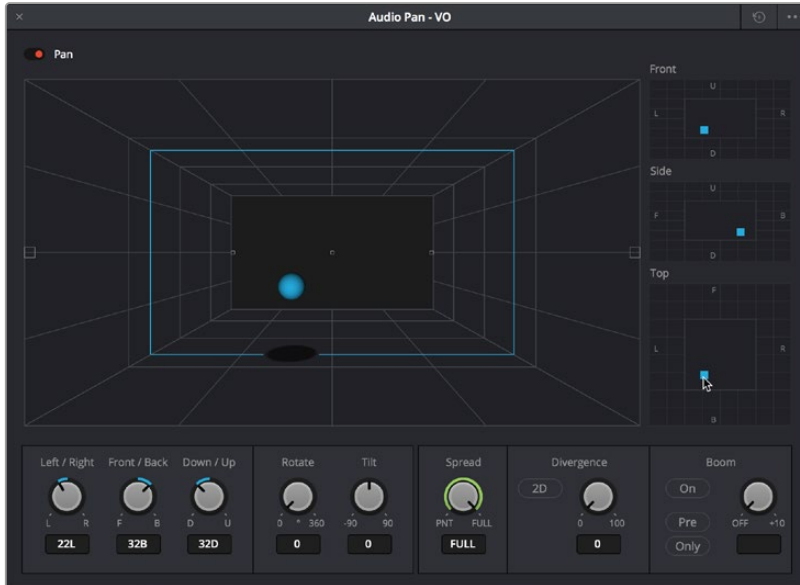 Audio Pan - VO
Pan
Front
U
L R
D
Side
U
F B
D
Top
F
L R
B
Left / Right Front / Back Down / Up Rotate Tilt Spread Divergence Boom
2D On
L R F B D U 0 ° 360 -90 90 PNT FULL 0 100 Pre OFF +10
22L 32B 32D 0 0 FULL 0 Only